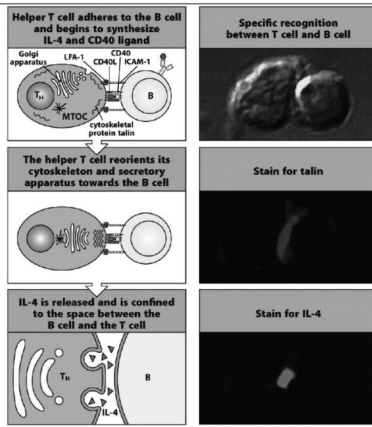 Helper T cell adheres to the B cell
and begins to synthesize
IL-4 and CD40 ligand
Golgi
apparatus
LFA-1
CD40
CD40L
ICAM-1
TH
MTOC
B
cytoskeletal
protein talin
Specific recognition
between T cell and B cell
The helper T cell reorients its
cytoskeleton and secretory
apparatus towards the B cell
Stain for talin
IL-4 is released and is confined
to the space between the
B cell and the T cell
TH
B
IL-4
Stain for IL-4